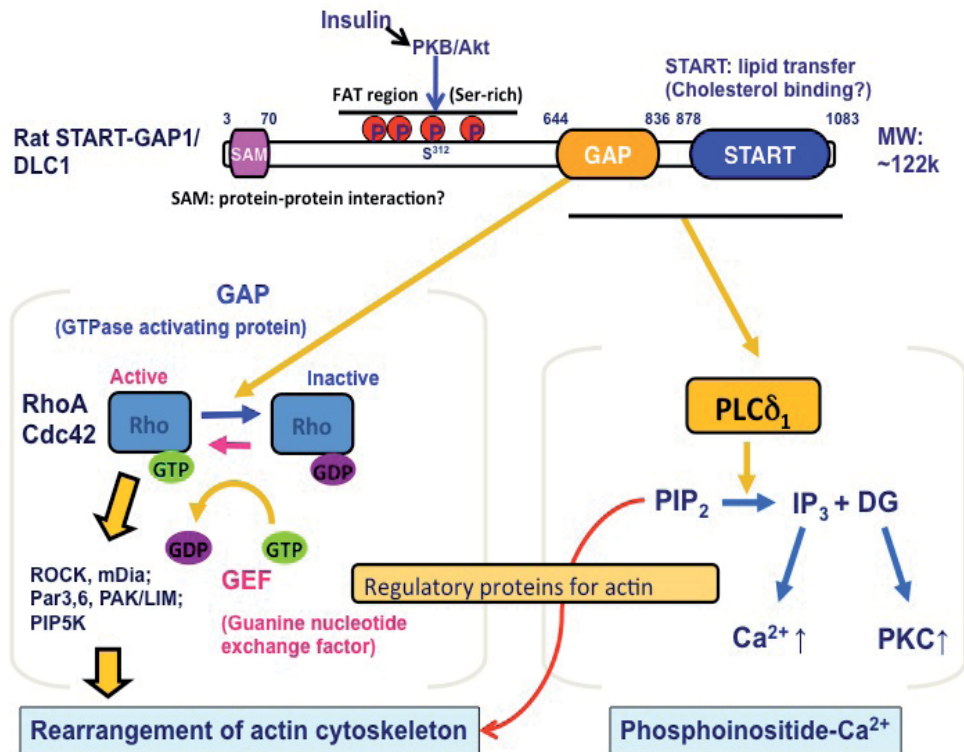 Insulin
PKB/Akt
START: lipid transfer
(Cholesterol binding?)
FAT region (Ser-rich)
3 70 644 836 878 1083
Rat START-GAP1/
DLC1
P P P P
SAM
S³¹²
GAP
START
MW:
~122k
SAM: protein-protein interaction?
GAP
(GTPase activating protein)
Active
Inactive
RhoA
Cdc42
Rho
Rho
GTP
GDP
GDP
GTP
GEF
(Guanine nucleotide
exchange factor)
ROCK, mDia;
Par3,6, PAK/LIM;
PIP5K
PLCδ₁
PIP₂
IP₃ + DG
Regulatory proteins for actin
Ca²⁺ ↑
PKC↑
Rearrangement of actin cytoskeleton
Phosphoinositide-Ca²⁺